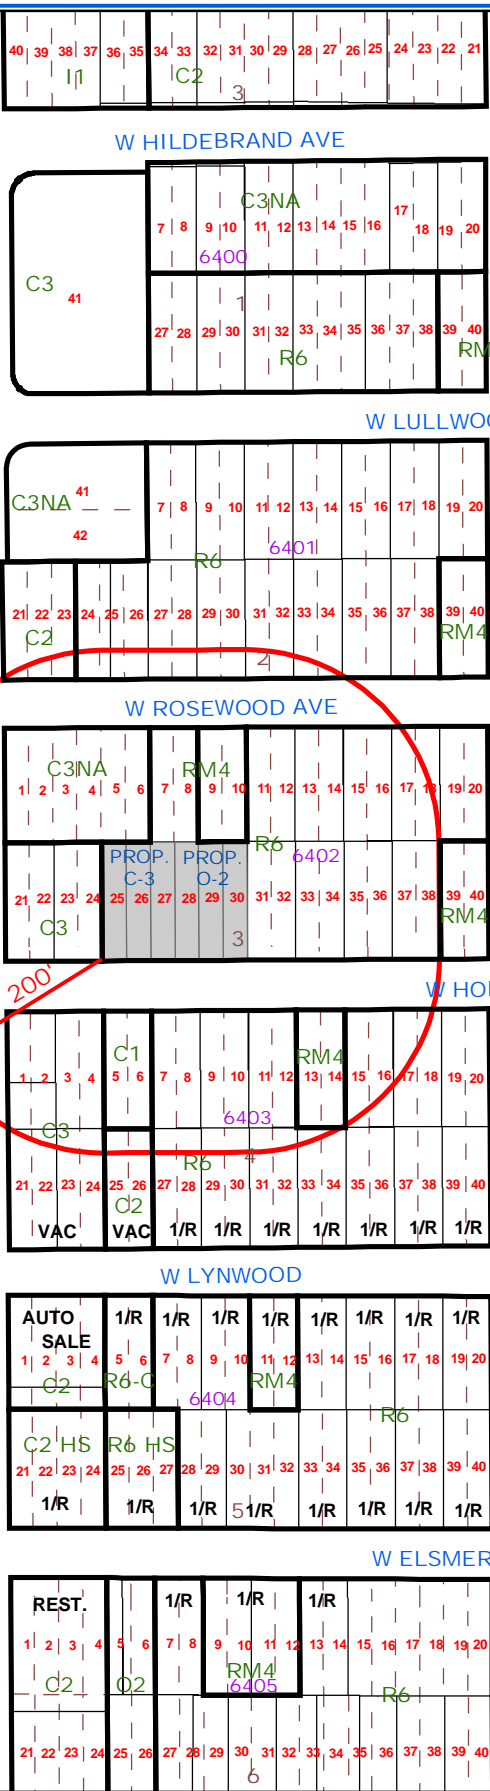 40 39 38 37 36 35 34 33 32 31 30 29 28 27 26 25 24 23 22 21
I1 C2
3
W HILDEBRAND AVE
C3NA
17
7 8 9 10 11 12 13 14 15 16 18 19 20
6400
C3
41
1
27 28 29 30 31 32 33 34 35 36 37 38 39 40
R6 RM
W LULLWOO
41
C3NA 7 8 9 10 11 12 13 14 15 16 17 18 19 20
42
6401
R6
21 22 23 24 25 26 27 28 29 30 31 32 33 34 35 36 37 38 39 40
C2 RM4
2
W ROSEWOOD AVE
C3NA RM4
1 2 3 4 5 6 7 8 9 10 11 12 13 14 15 16 17 18 19 20
R6
PROP. PROP. 6402
C-3 O-2
21 22 23 24 25 26 27 28 29 30 31 32 33 34 35 36 37 38 39 40
C3 RM4
3
200'
W HO
C1 RM4
1 2 3 4 5 6 7 8 9 10 11 12 13 14 15 16 17 18 19 20
6403
C3
R6 4
21 22 23 24 25 26 27 28 29 30 31 32 33 34 35 36 37 38 39 40
C2
VAC VAC 1/R 1/R 1/R 1/R 1/R 1/R 1/R
W LYNWOOD
AUTO 1/R 1/R 1/R 1/R 1/R 1/R 1/R 1/R
SALE
1 2 3 4 5 6 7 8 9 10 11 12 13 14 15 16 17 18 19 20
C2 R6-C RM4
6404
R6
C2 HS R6 HS
21 22 23 24 25 26 27 28 29 30 31 32 33 34 35 36 37 38 39 40
1/R 1/R 1/R 5 1/R 1/R 1/R 1/R 1/R
W ELSMER
REST. 1/R 1/R 1/R
1 2 3 4 5 6 7 8 9 10 11 12 13 14 15 16 17 18 19 20
RM4
C2 O2 6405
R6
21 22 23 24 25 26 27 28 29 30 31 32 33 34 35 36 37 38 39 40
6